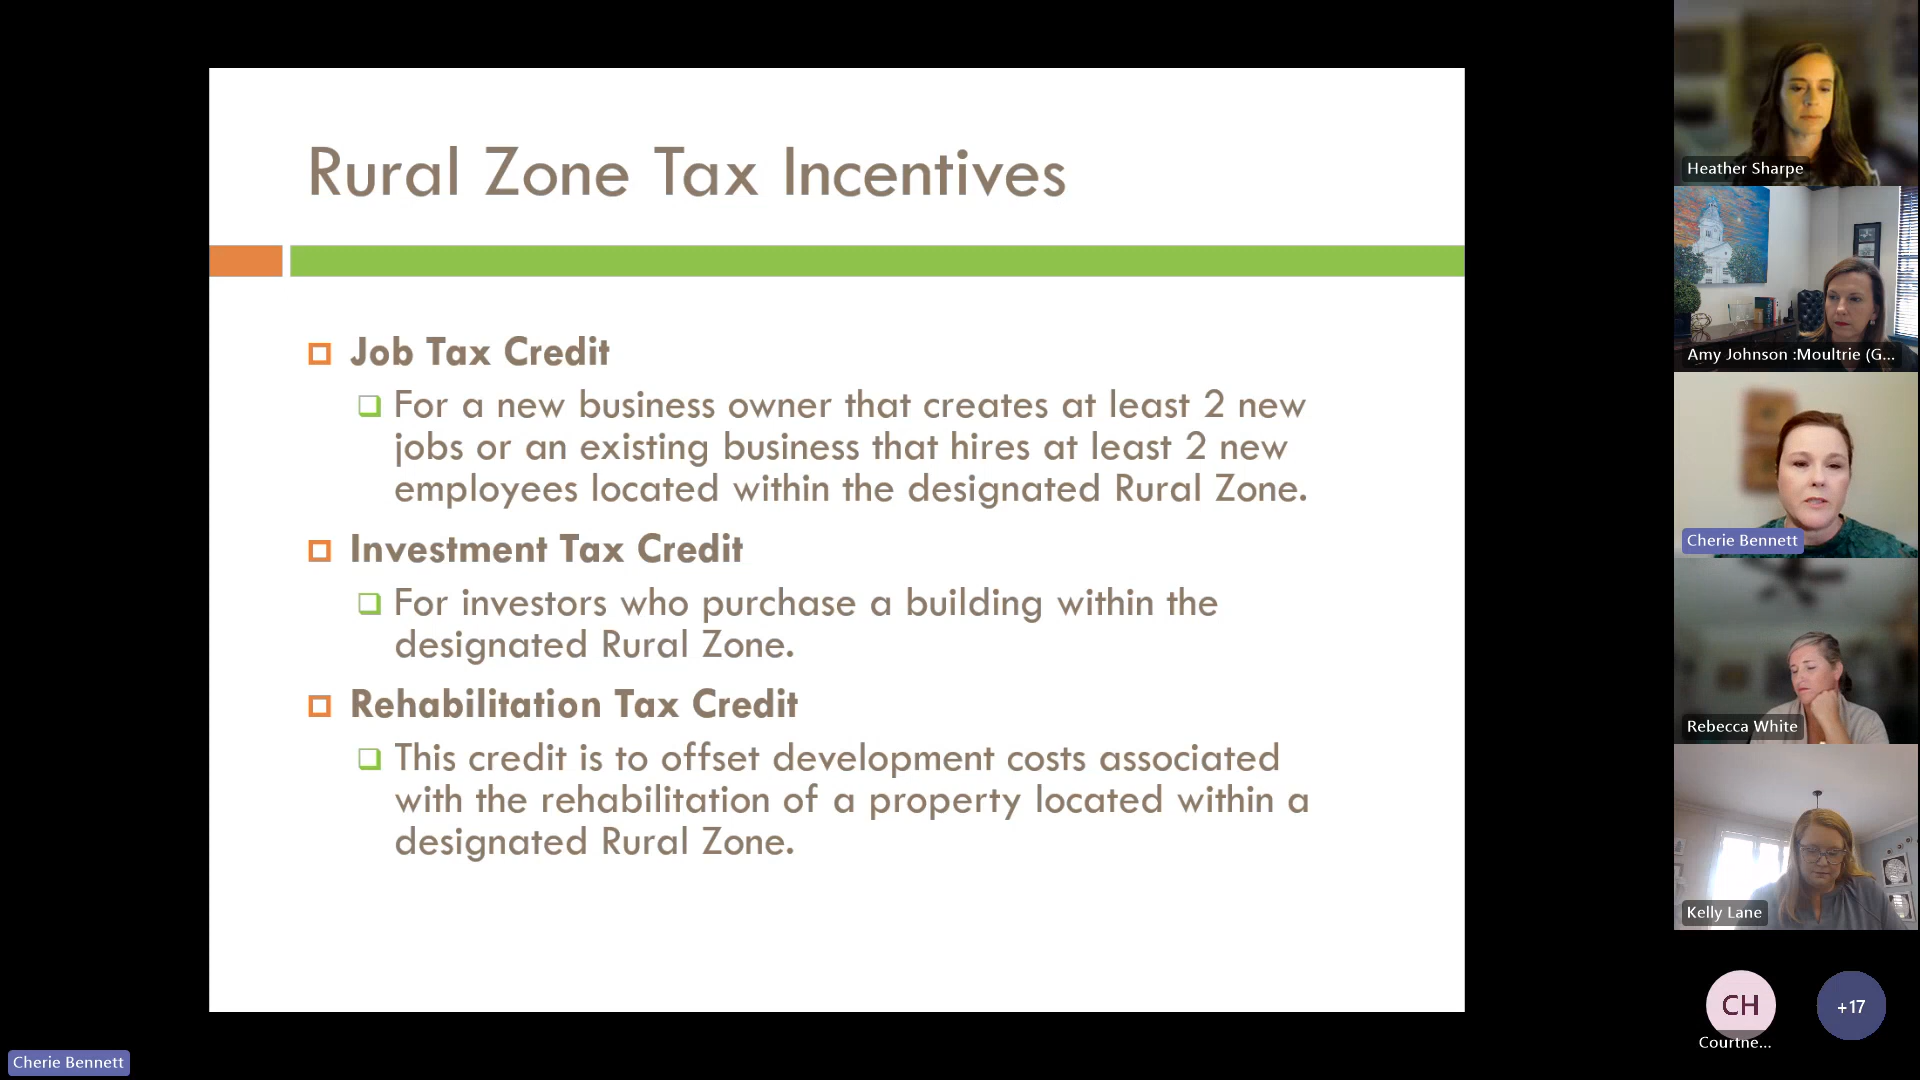 Rural Zone Tax Incentives
Job Tax Credit
For a new business owner that creates at least 2 new
jobs or an existing business that hires at least 2 new
employees located within the designated Rural Zone.
Investment Tax Credit
For investors who purchase a building within the
designated Rural Zone.
Rehabilitation Tax Credit
This credit is to offset development costs associated
with the rehabilitation of a property located within a
designated Rural Zone.
Heather Sharpe
Amy Johnson :Moultrie (G...
Cherie Bennett
Rebecca White
Kelly Lane
CH
+17
Courtne...
Cherie Bennett